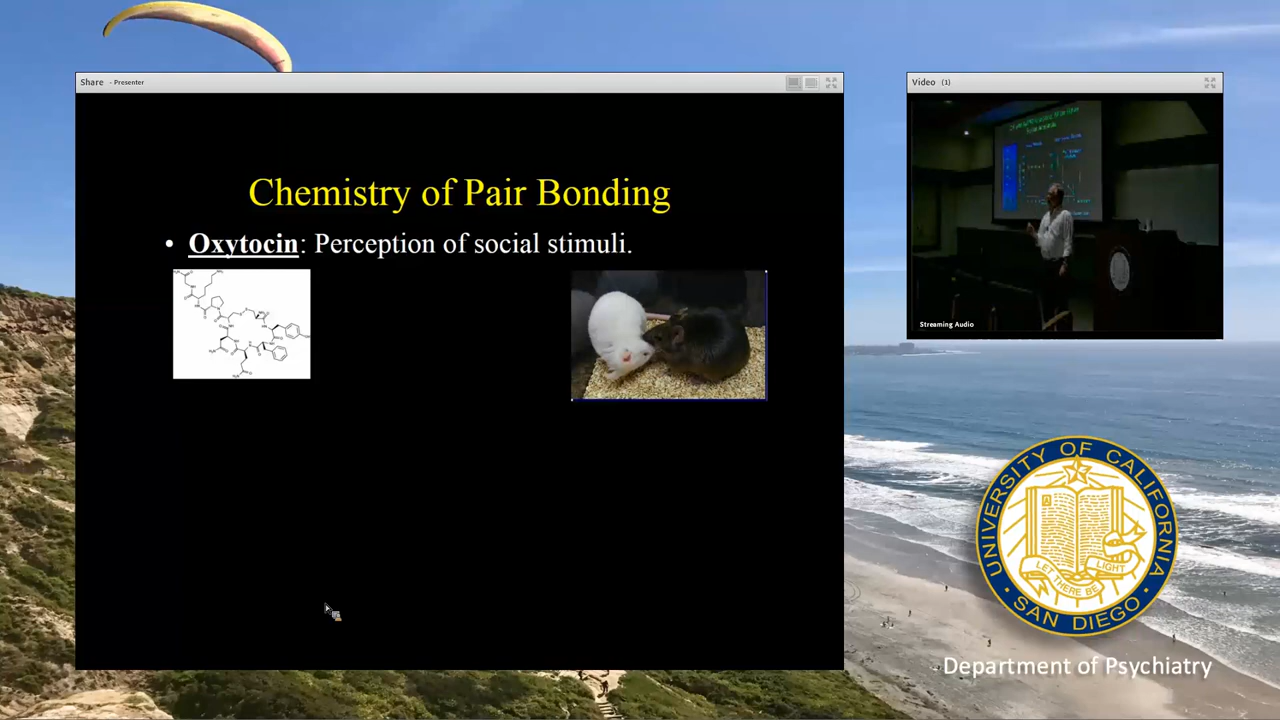 Share - Presenter
Video (1)
Chemistry of Pair Bonding
• Oxytocin: Perception of social stimuli.
Streaming Audio
UNIVERSITY OF CALIFORNIA
LET THERE BE LIGHT
SAN DIEGO
Department of Psychiatry